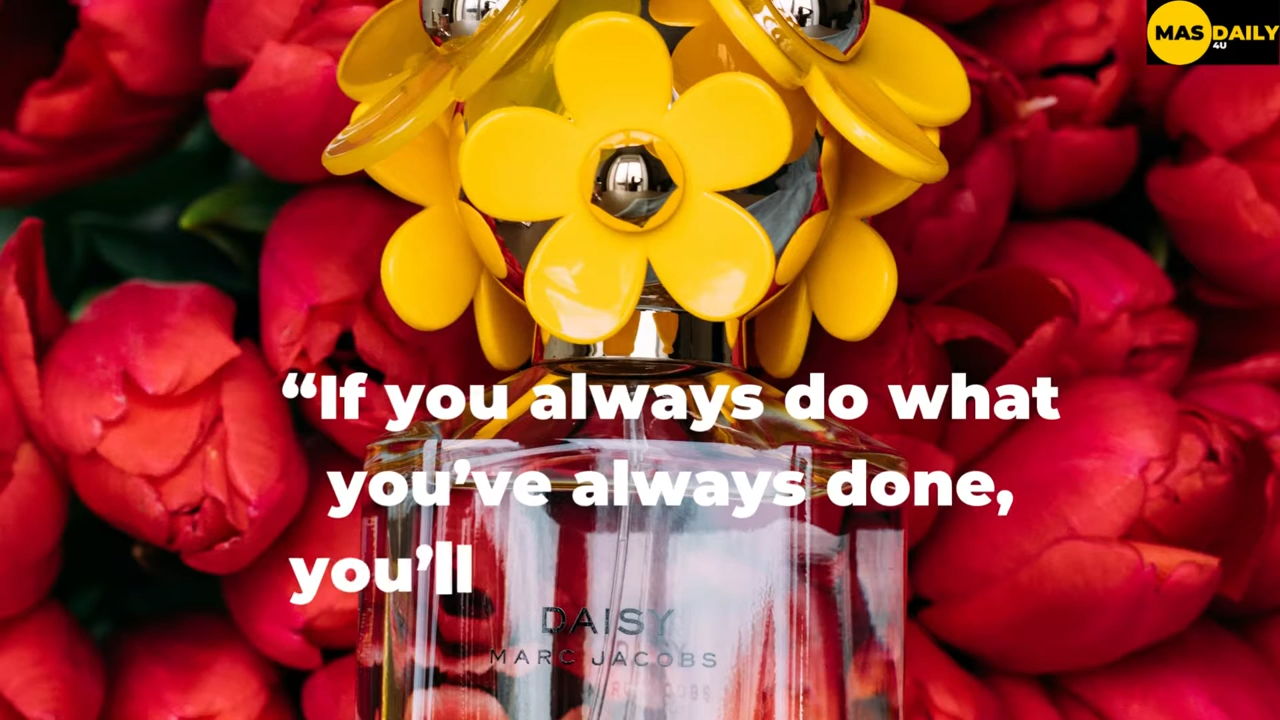 MAS DAILY
4U
“If you always do what
you’ve always done,
you’ll
DAISY
MARC JACOBS